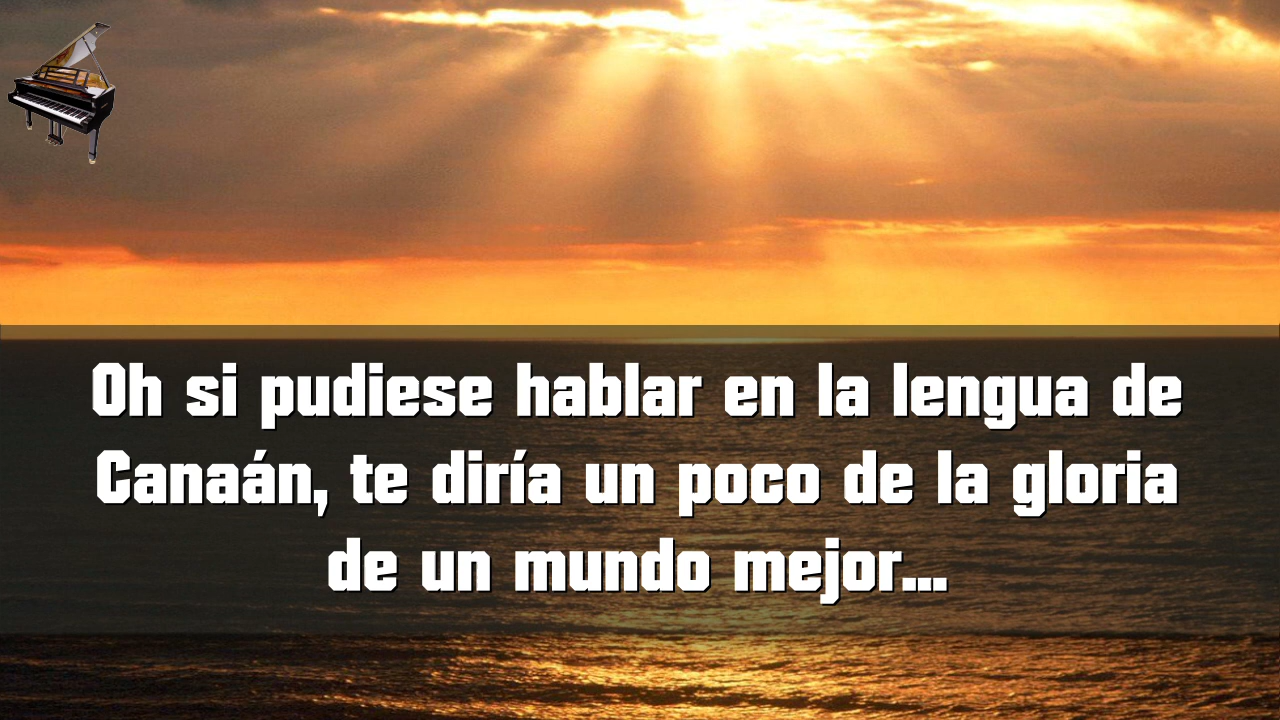 Oh si pudiese hablar en la lengua de
Canaán, te diría un poco de la gloria
de un mundo mejor...